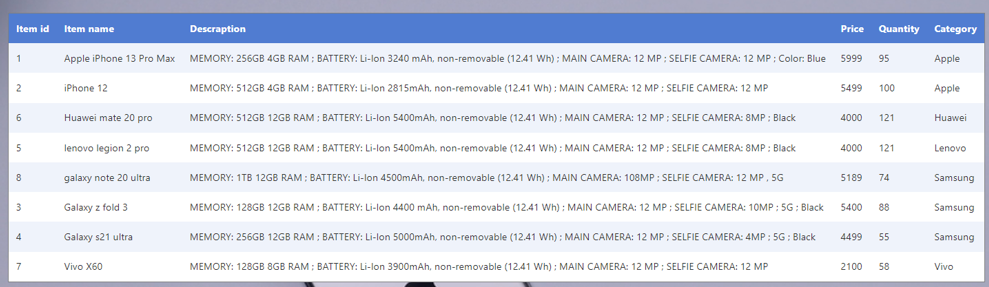 Item id Item name Descraption Price Quantity Category
1 Apple iPhone 13 Pro Max MEMORY: 256GB 4GB RAM ; BATTERY: Li-Ion 3240 mAh, non-removable (12.41 Wh) ; MAIN CAMERA: 12 MP ; SELFIE CAMERA: 12 MP ; Color: Blue 5999 95 Apple
2 iPhone 12 MEMORY: 512GB 4GB RAM ; BATTERY: Li-Ion 2815mAh, non-removable (12.41 Wh) ; MAIN CAMERA: 12 MP ; SELFIE CAMERA: 12 MP 5499 100 Apple
6 Huawei mate 20 pro MEMORY: 512GB 12GB RAM ; BATTERY: Li-Ion 5400mAh, non-removable (12.41 Wh) ; MAIN CAMERA: 12 MP ; SELFIE CAMERA: 8MP ; Black 4000 121 Huawei
5 lenovo legion 2 pro MEMORY: 512GB 12GB RAM ; BATTERY: Li-Ion 5400mAh, non-removable (12.41 Wh) ; MAIN CAMERA: 12 MP ; SELFIE CAMERA: 8MP ; Black 4000 121 Lenovo
8 galaxy note 20 ultra MEMORY: 1TB 12GB RAM ; BATTERY: Li-Ion 4500mAh, non-removable (12.41 Wh) ; MAIN CAMERA: 108MP ; SELFIE CAMERA: 12 MP , 5G 5189 74 Samsung
3 Galaxy z fold 3 MEMORY: 128GB 12GB RAM ; BATTERY: Li-Ion 4400 mAh, non-removable (12.41 Wh) ; MAIN CAMERA: 12 MP ; SELFIE CAMERA: 10MP ; 5G ; Black 5400 88 Samsung
4 Galaxy s21 ultra MEMORY: 256GB 12GB RAM ; BATTERY: Li-Ion 5000mAh, non-removable (12.41 Wh) ; MAIN CAMERA: 12 MP ; SELFIE CAMERA: 4MP ; 5G ; Black 4499 55 Samsung
7 Vivo X60 MEMORY: 128GB 8GB RAM ; BATTERY: Li-Ion 3900mAh, non-removable (12.41 Wh) ; MAIN CAMERA: 12 MP ; SELFIE CAMERA: 12 MP 2100 58 Vivo